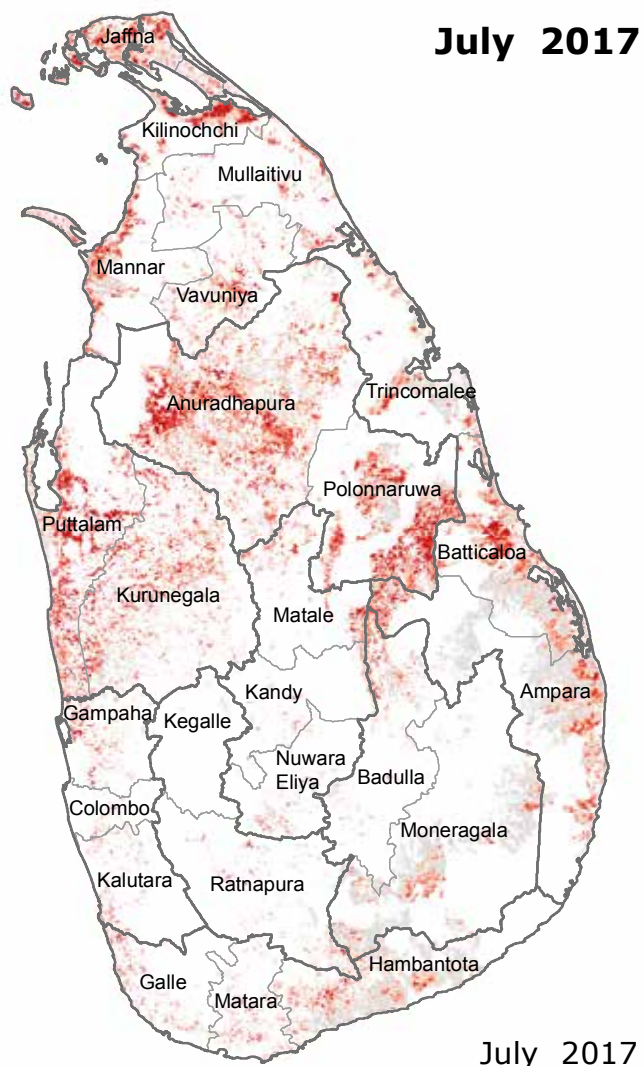 July 2017
Jaffna
Kilinochchi
Mullaitivu
Mannar
Vavuniya
Trincomalee
Anuradhapura
Polonnaruwa
Puttalam
Batticaloa
Kurunegala
Matale
Kandy
Ampara
Gampaha
Kegalle
Nuwara
Eliya
Badulla
Colombo
Moneragala
Kalutara
Ratnapura
Hambantota
Galle
Matara
July 2017